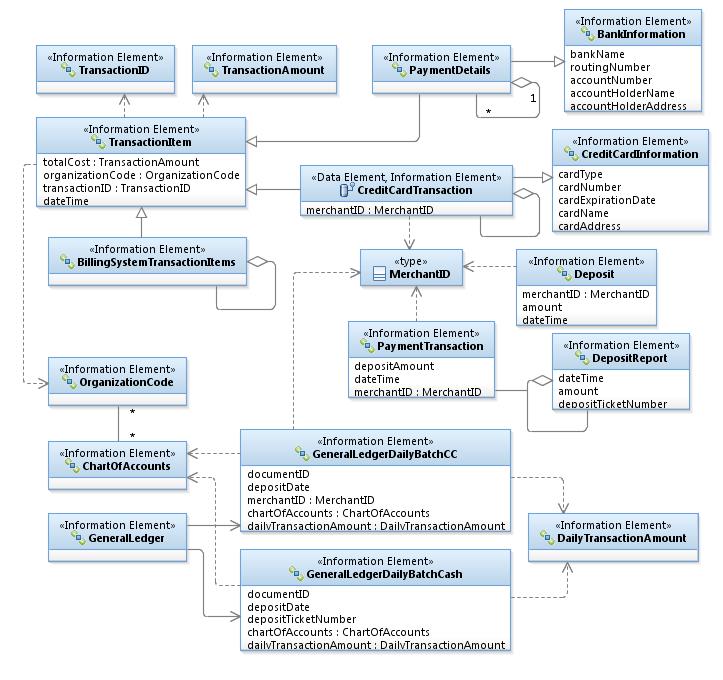 «Information Element»
BankInformation
bankName
routingNumber
accountNumber
accountHolderName
accountHolderAddress
«Information Element»
TransactionID
«Information Element»
TransactionAmount
«Information Element»
PaymentDetails
1
*
«Information Element»
TransactionItem
totalCost : TransactionAmount
organizationCode : OrganizationCode
transactionID : TransactionID
dateTime
«Information Element»
CreditCardInformation
cardType
cardNumber
cardExpirationDate
cardName
cardAddress
«Data Element, Information Element»
CreditCardTransaction
merchantID : MerchantID
«Information Element»
BillingSystemTransactionItems
«type»
MerchantID
«Information Element»
Deposit
merchantID : MerchantID
amount
dateTime
«Information Element»
PaymentTransaction
depositAmount
dateTime
merchantID : MerchantID
«Information Element»
DepositReport
dateTime
amount
depositTicketNumber
«Information Element»
OrganizationCode
*
*
«Information Element»
ChartOfAccounts
«Information Element»
GeneralLedgerDailyBatchCC
documentID
depositDate
merchantID : MerchantID
chartOfAccounts : ChartOfAccounts
dailyTransactionAmount : DailyTransactionAmount
«Information Element»
GeneralLedger
«Information Element»
DailyTransactionAmount
«Information Element»
GeneralLedgerDailyBatchCash
documentID
depositDate
depositTicketNumber
chartOfAccounts : ChartOfAccounts
dailyTransactionAmount : DailyTransactionAmount